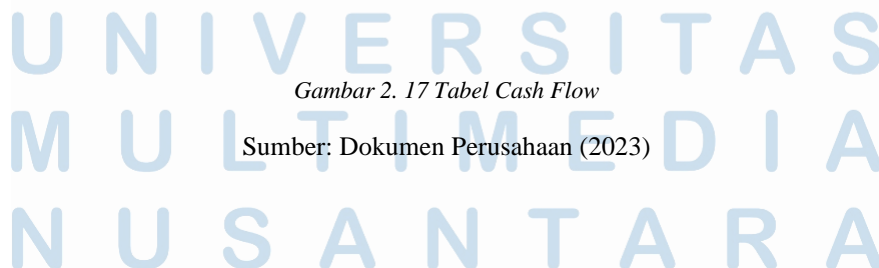 UNIVERSITAS
Gambar 2. 17 Tabel Cash Flow
MULTIMEDIA
Sumber: Dokumen Perusahaan (2023)
NUSANTARA